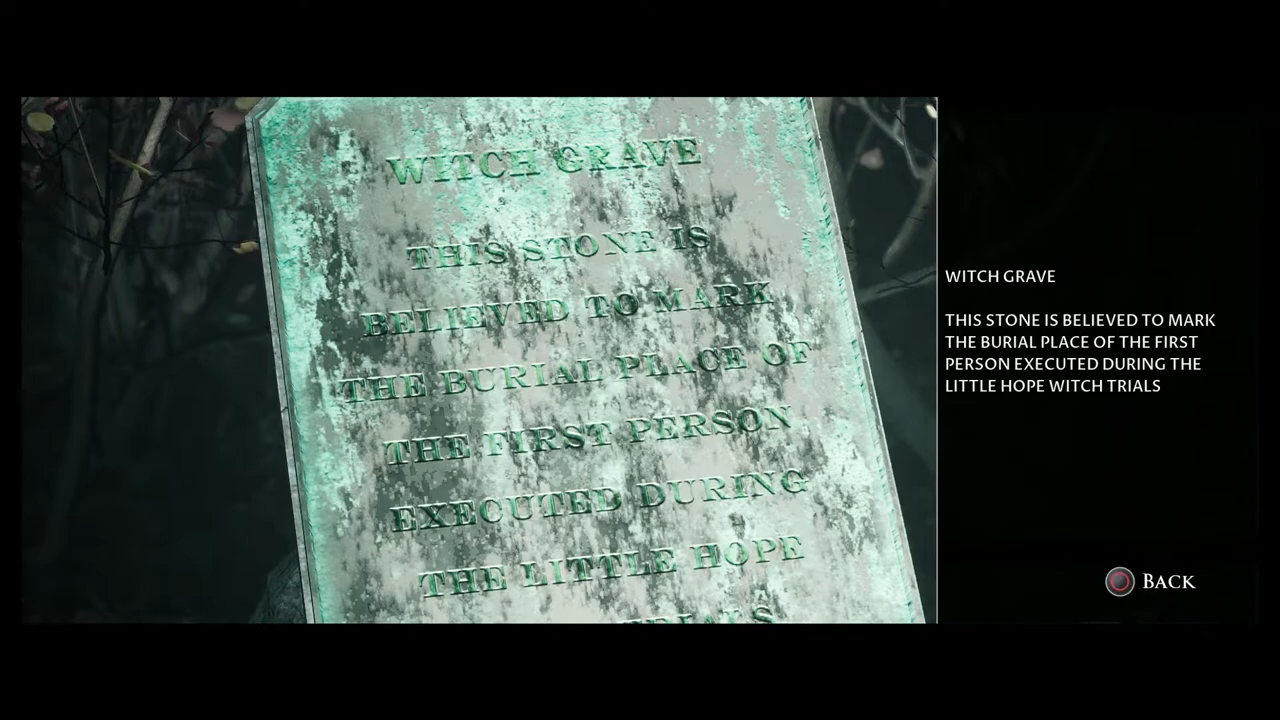 WITCH GRAVE
THIS STONE IS
BELIEVED TO MARK
THE BURIAL PLACE OF
THE FIRST PERSON
EXECUTED DURING
THE LITTLE HOPE
TRIALS
WITCH GRAVE
THIS STONE IS BELIEVED TO MARK
THE BURIAL PLACE OF THE FIRST
PERSON EXECUTED DURING THE
LITTLE HOPE WITCH TRIALS
BACK